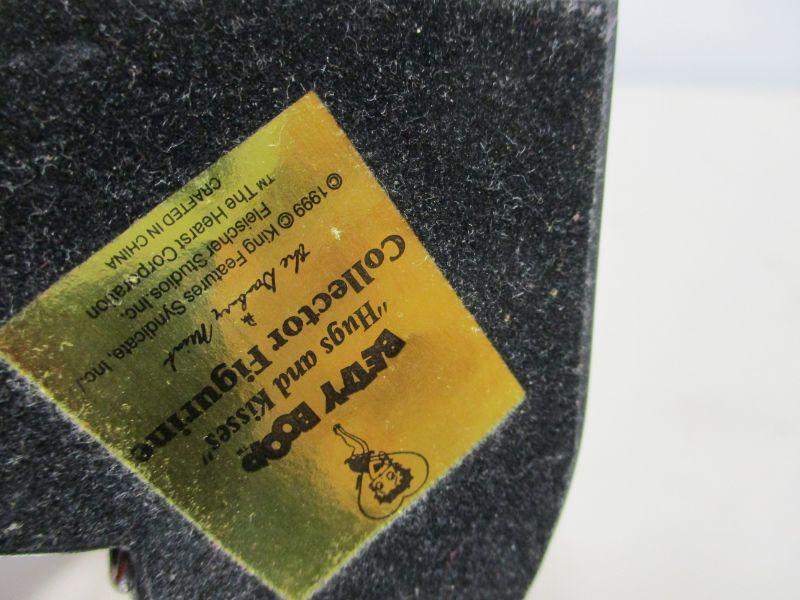 BETTY BOOP
"Hugs and Kisses"
Collector Figurine
The Danbury Mint
©1999 © King Features Syndicate, Inc./
Fleischer Studios, Inc.
™ The Hearst Corporation
CRAFTED IN CHINA